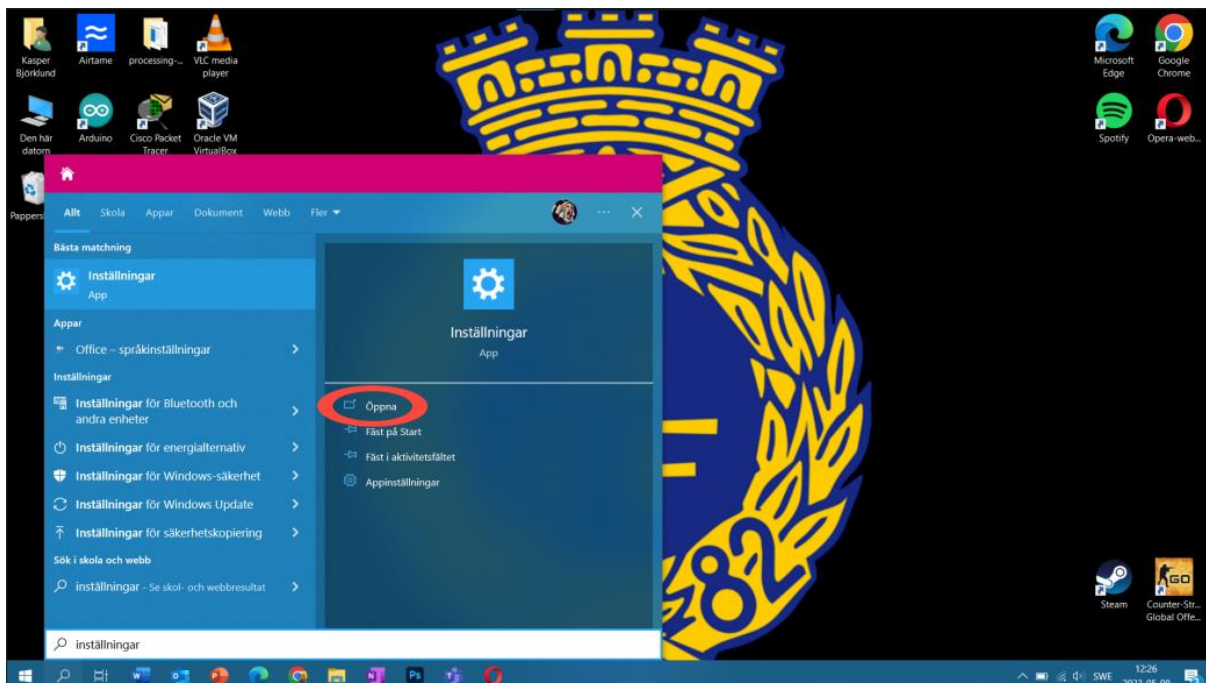 Kasper
Björklund
Airtame
processing-...
VLC media
player
Microsoft
Edge
Google
Chrome
Den här
datorn
Arduino
Cisco Packet
Tracer
Oracle VM
VirtualBox
Spotify
Opera-web...
Pappers
Allt Skola Appar Dokument Webb Fler
Bästa matchning
Inställningar
App
Appar
Office – språkinställningar
Inställningar
Inställningar för Bluetooth och
andra enheter
Inställningar för energialternativ
Inställningar för Windows-säkerhet
Inställningar för Windows Update
Inställningar för säkerhetskopiering
Sök i skola och webb
inställningar - Se skol- och webbresultat
inställningar
Inställningar
App
Öppna
Fäst på Start
Fäst i aktivitetsfältet
Appinställningar
F
82
Steam
GO
Counter-Str...
Global Offe...
Ps
SWE
12:26